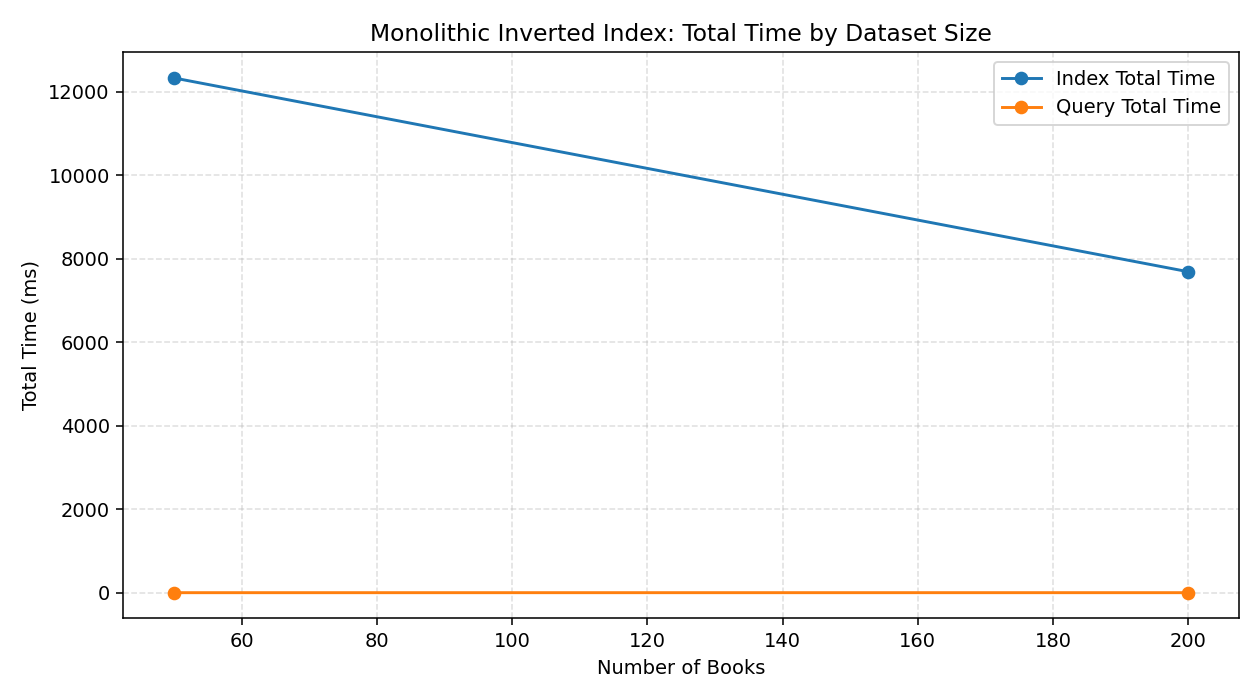 Monolithic Inverted Index: Total Time by Dataset Size
Index Total Time
Query Total Time
Total Time (ms)
12000
10000
8000
6000
4000
2000
0
60 80 100 120 140 160 180 200
Number of Books